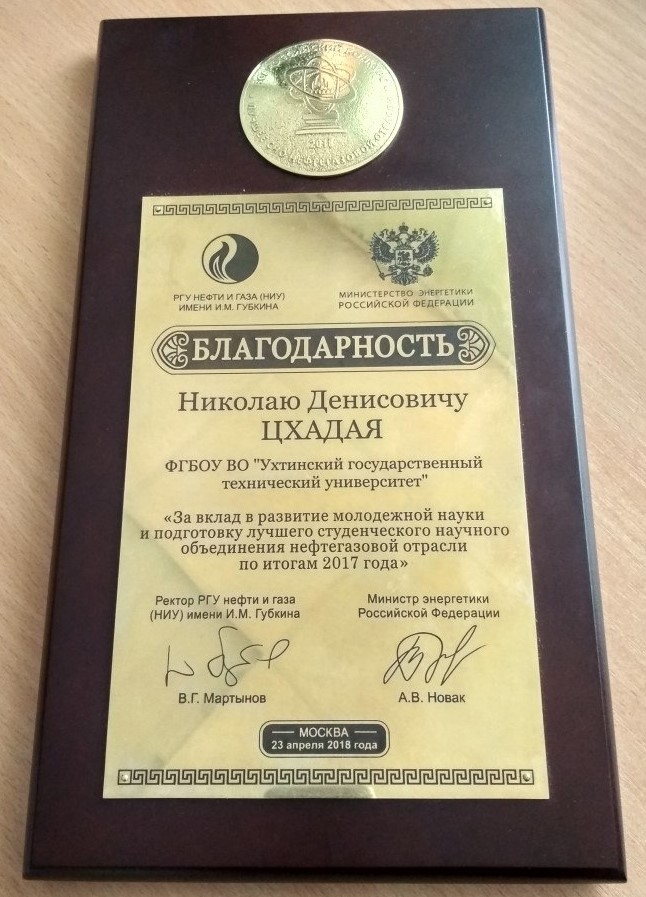 2018
РГУ НЕФТИ И ГАЗА (НИУ)
ИМЕНИ И.М. ГУБКИНА
МИНИСТЕРСТВО ЭНЕРГЕТИКИ
РОССИЙСКОЙ ФЕДЕРАЦИИ
БЛАГОДАРНОСТЬ
Николаю Денисовичу
ЦХАДАЯ
ФГБОУ ВО "Ухтинский государственный
технический университет"
«За вклад в развитие молодежной науки
и подготовку лучшего студенческого научного
объединения нефтегазовой отрасли
по итогам 2017 года»
Ректор РГУ нефти и газа
(НИУ) имени И.М. Губкина
В.Г. Мартынов
Министр энергетики
Российской Федерации
А.В. Новак
МОСКВА
23 апреля 2018 года